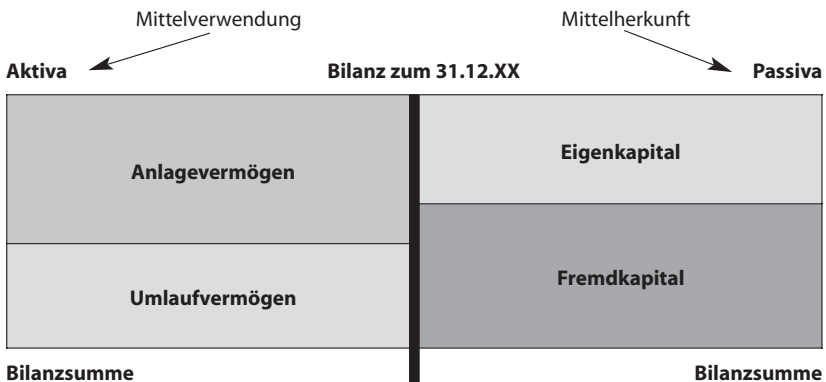 Mittelverwendung Mittelherkunft
Aktiva Bilanz zum 31.12.XX Passiva
Anlagevermögen
Eigenkapital
Umlaufvermögen
Fremdkapital
Bilanzsumme Bilanzsumme